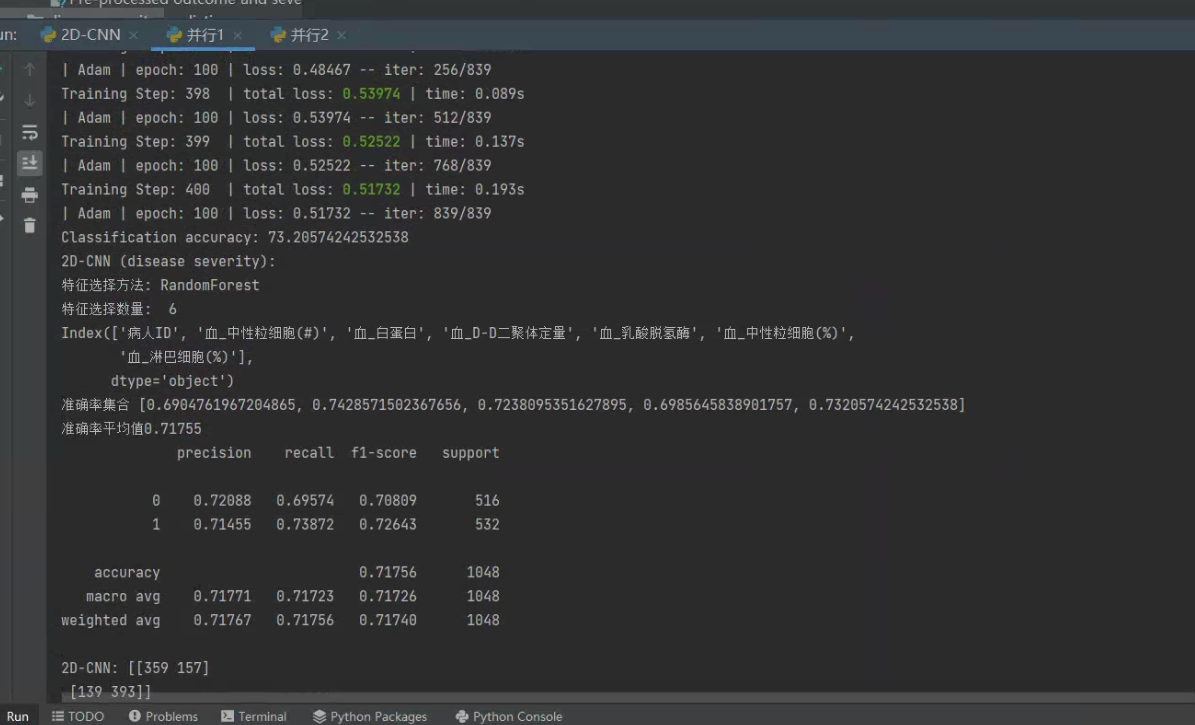 Pre-processed outcome and seve
un: 2D-CNN × 并行1 × 并行2 ×
| Adam | epoch: 100 | loss: 0.48467 -- iter: 256/839
Training Step: 398 | total loss: 0.53974 | time: 0.089s
| Adam | epoch: 100 | loss: 0.53974 -- iter: 512/839
Training Step: 399 | total loss: 0.52522 | time: 0.137s
| Adam | epoch: 100 | loss: 0.52522 -- iter: 768/839
Training Step: 400 | total loss: 0.51732 | time: 0.193s
| Adam | epoch: 100 | loss: 0.51732 -- iter: 839/839
Classification accuracy: 73.20574242532538
2D-CNN (disease severity):
特征选择方法: RandomForest
特征选择数量: 6
Index(['病人ID', '血_中性粒细胞(#)', '血_白蛋白', '血_D-D二聚体定量', '血_乳酸脱氢酶', '血_中性粒细胞(%)',
'血_淋巴细胞(%)'],
dtype='object')
准确率集合 [0.6904761967204865, 0.7428571502367656, 0.7238095351627895, 0.6985645838901757, 0.7320574242532538]
准确率平均值0.71755
precision recall f1-score support
0 0.72088 0.69574 0.70809 516
1 0.71455 0.73872 0.72643 532
accuracy 0.71756 1048
macro avg 0.71771 0.71723 0.71726 1048
weighted avg 0.71767 0.71756 0.71740 1048
2D-CNN: [[359 157]
[139 393]]
Run TODO Problems Terminal Python Packages Python Console